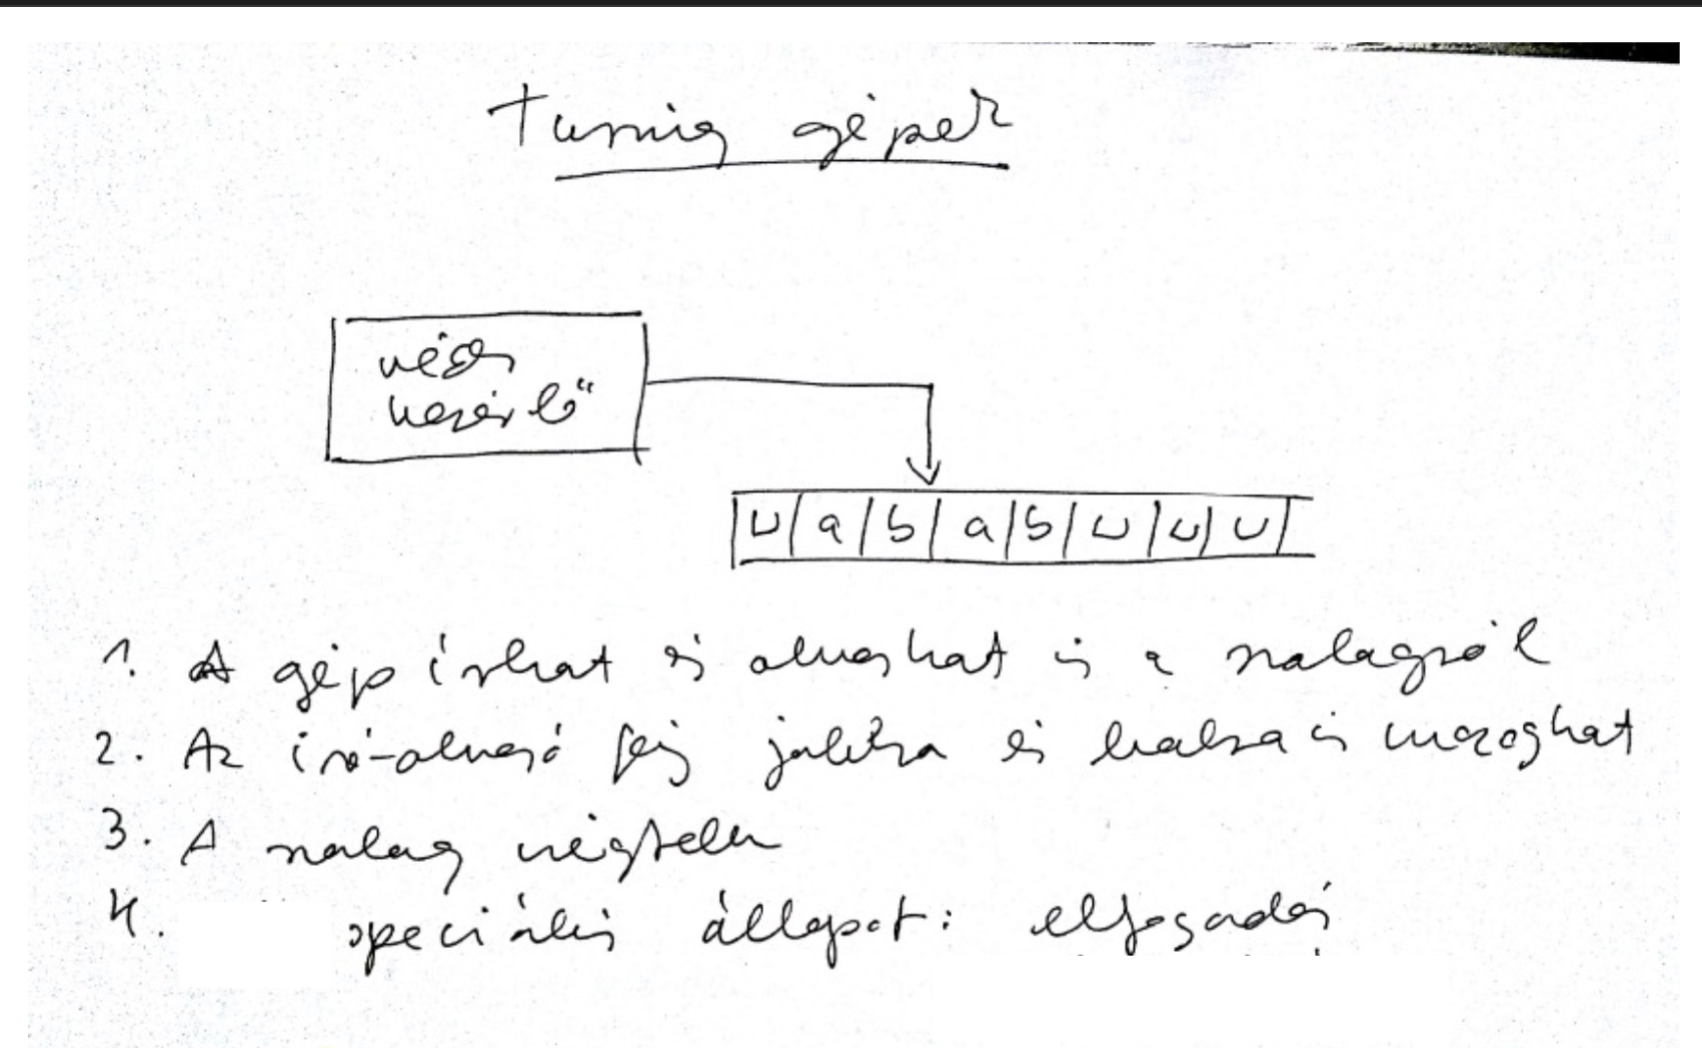 Turing gépek
véges
vezérlő"
⊔ a b a b ⊔ ⊔ ⊔
1. A gép írhat és olvashat is a szalagról
2. Az író-olvasó fej jobbra és balra is mozoghat
3. A szalag végtelen
4. speciális állapot: elfogadás